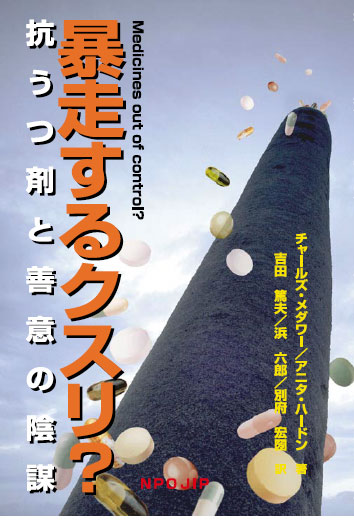 Medicines out of control?
暴走するクスリ?
抗うつ剤と善意の陰謀
チャールズ・メダワー/アニタ・ハードン 著
吉田 篤夫/浜 六郎/別府 宏圀 訳
NPOJIP